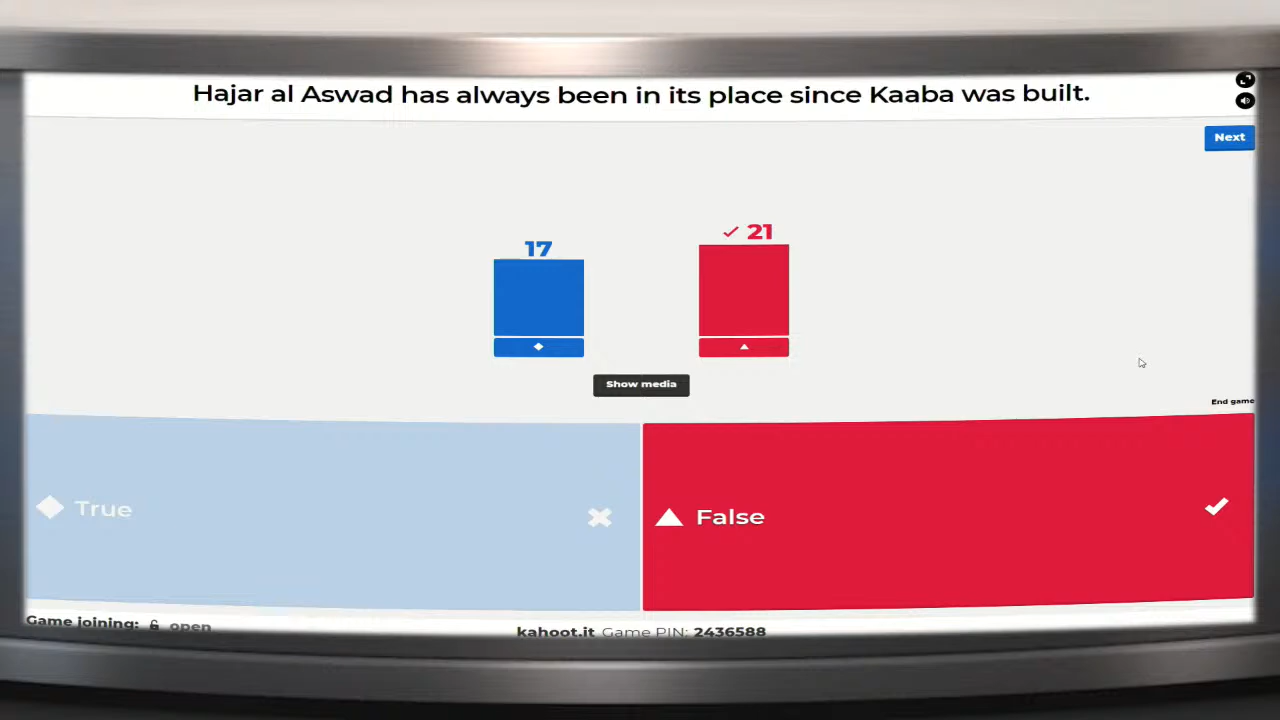 Hajar al Aswad has always been in its place since Kaaba was built.
Next
17
21
Show media
End game
True
False
Game joining: open
kahoot.it Game PIN: 2436588